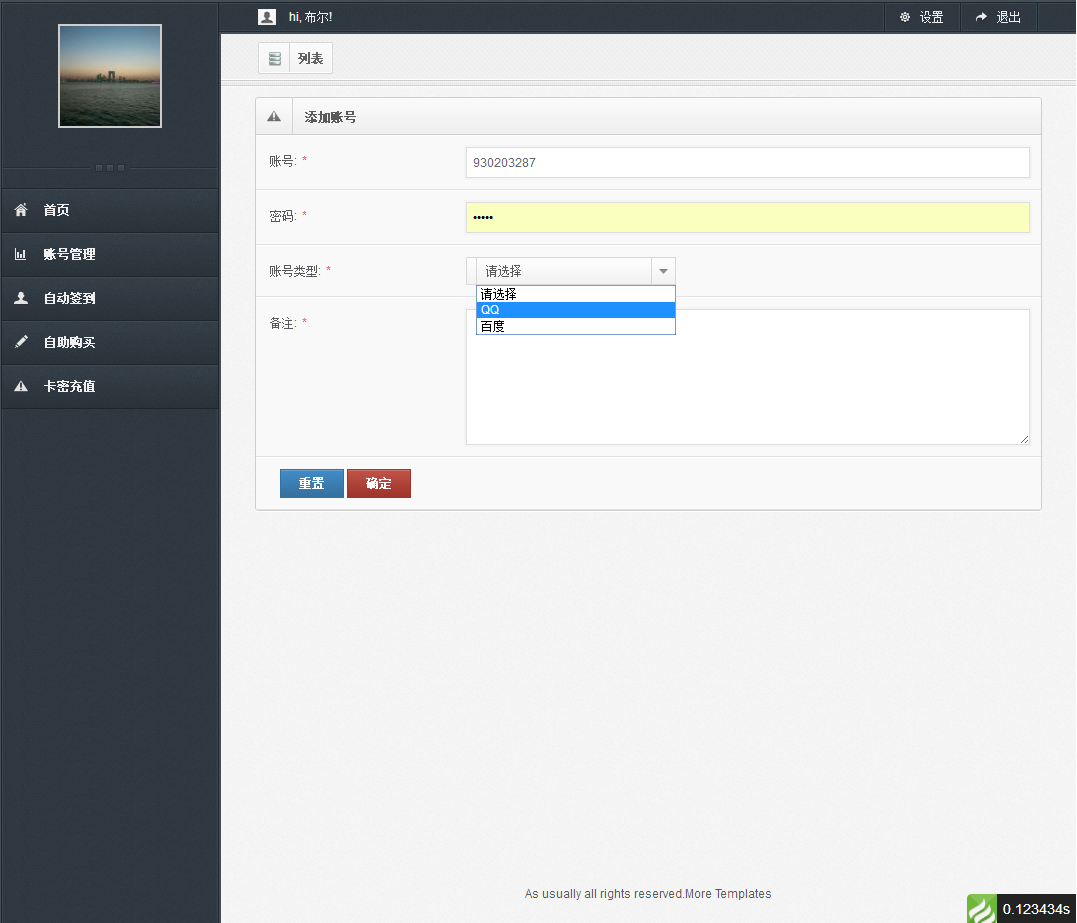 hi, 布尔!
设置
退出
列表
首页
账号管理
自动签到
自助购买
卡密充值
添加账号
账号: *
930203287
密码: *
•••••
账号类型: *
请选择
请选择
QQ
百度
备注: *
重置
确定
As usually all rights reserved.More Templates
0.123434s